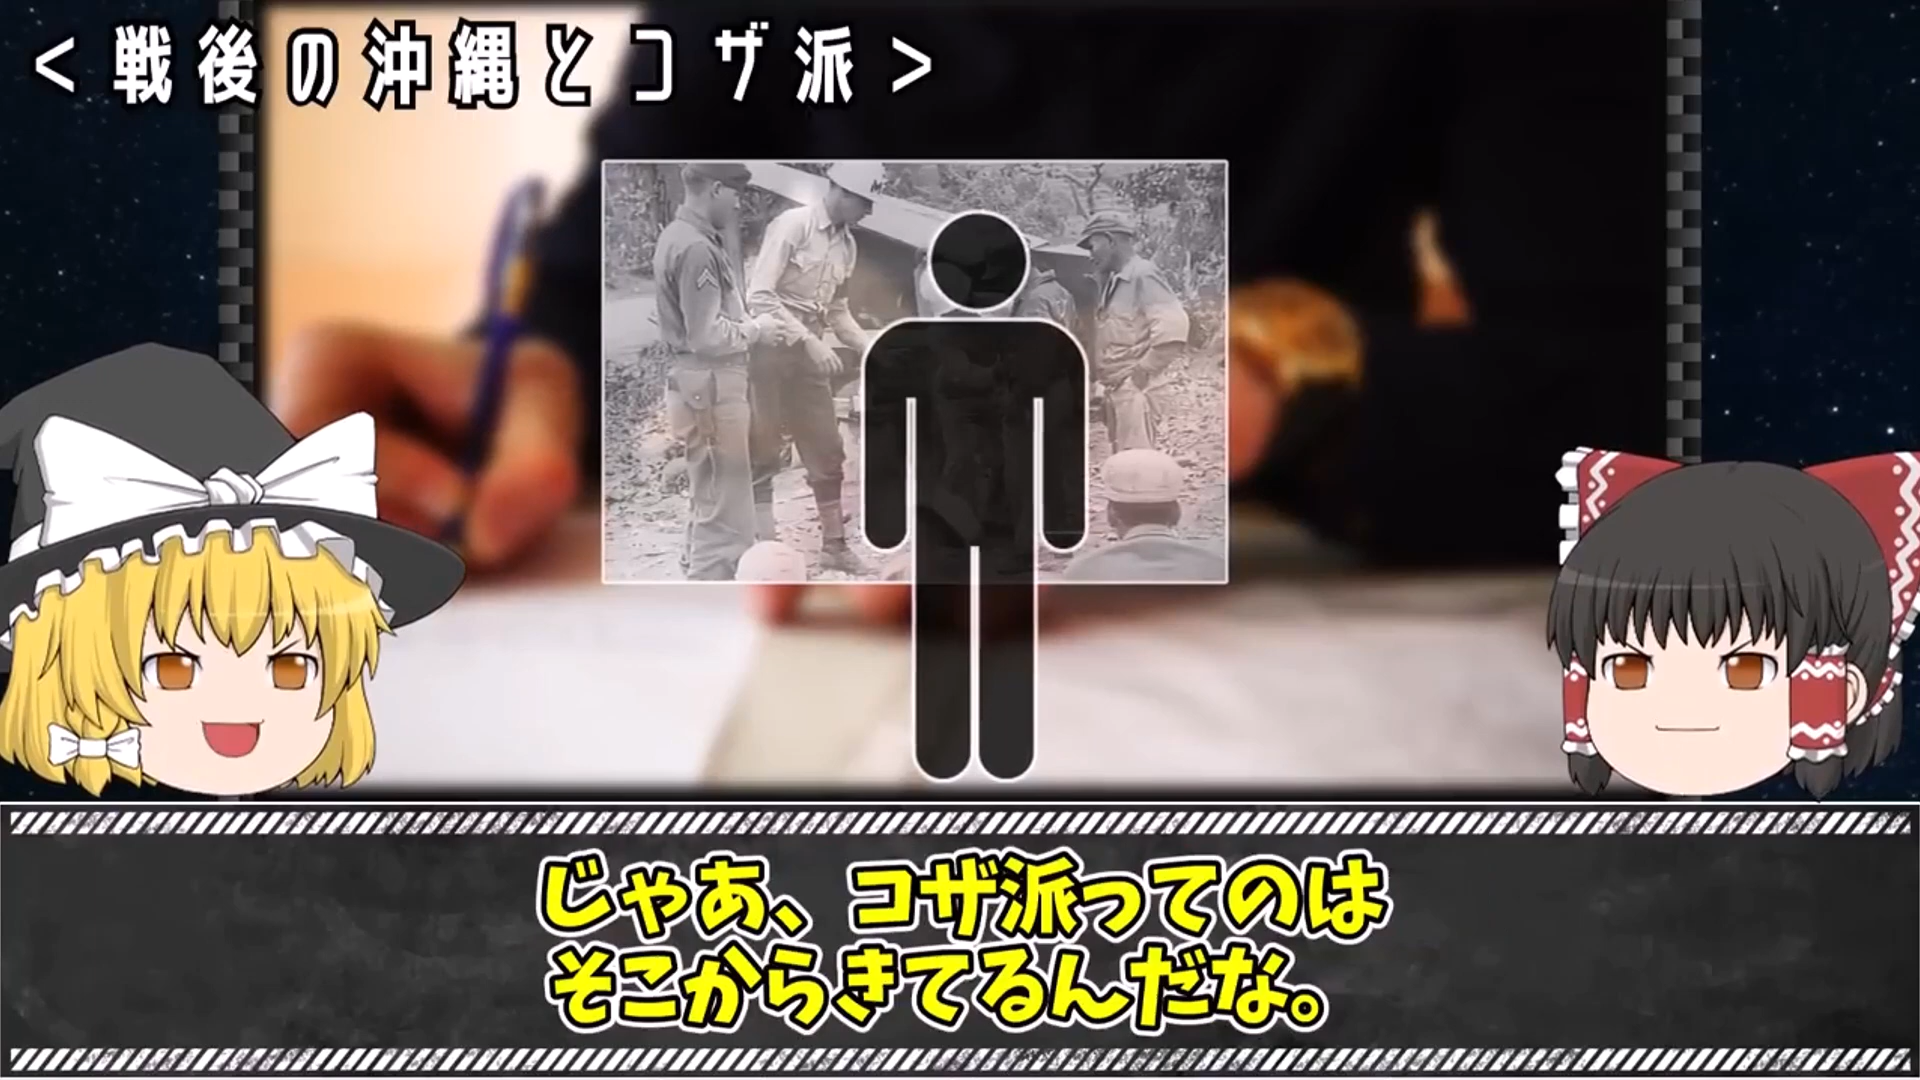 <戦後の沖縄とコザ派>
じゃあ、コザ派ってのは
そこからきてるんだな。